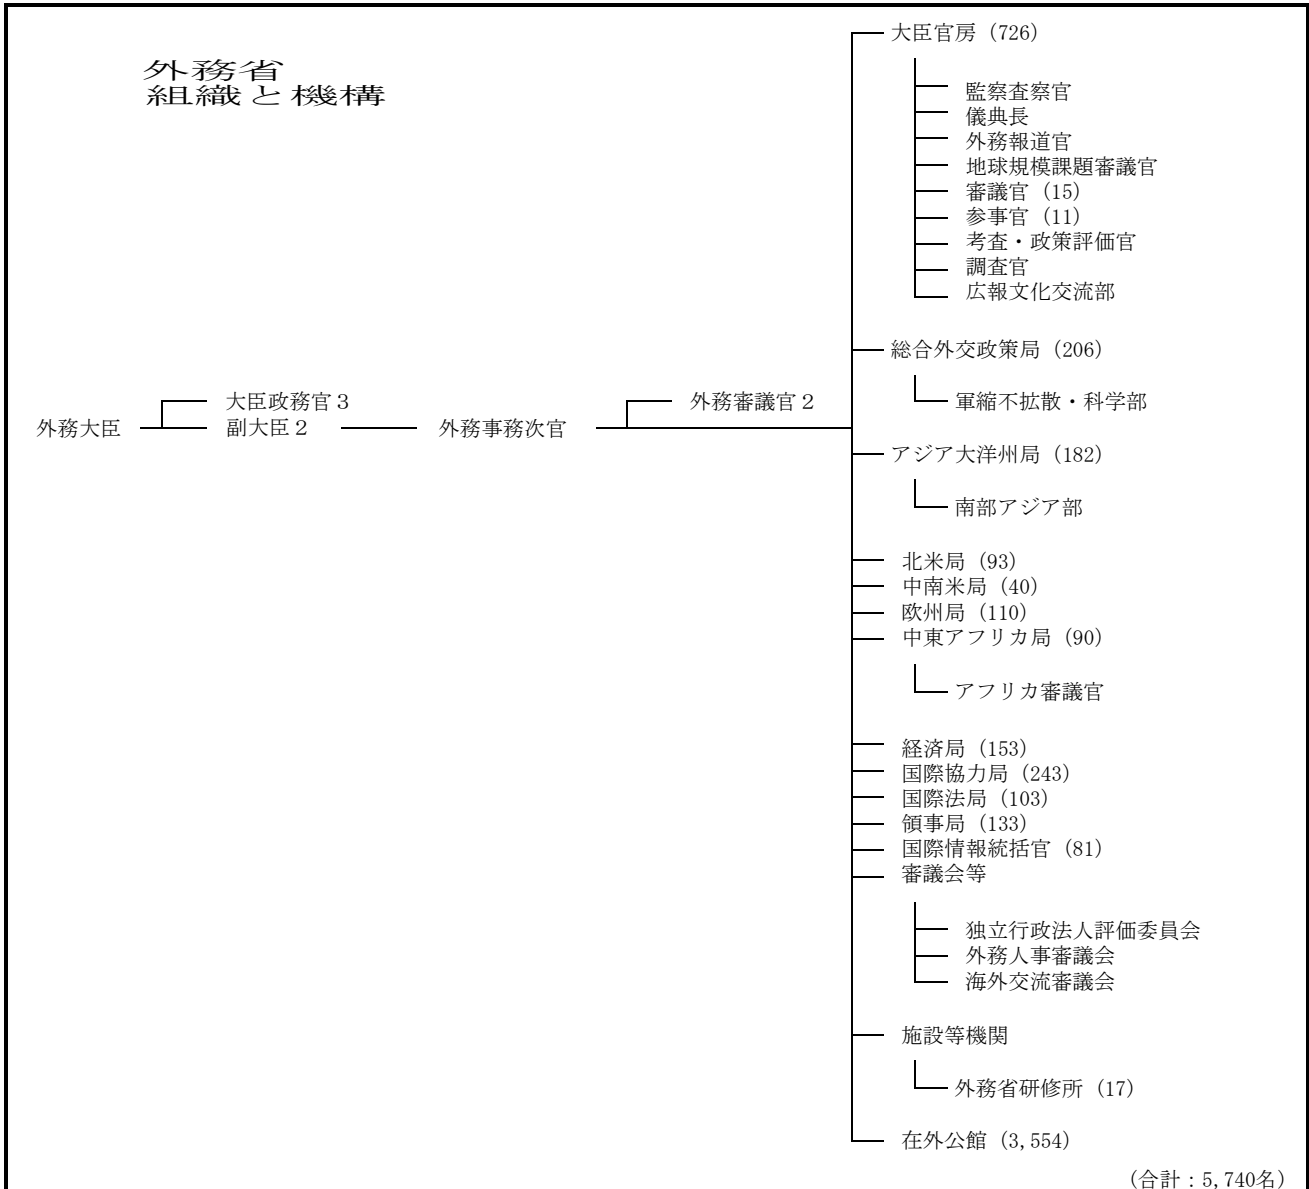 外務省
組織と機構
大臣官房 (726)
監察査察官
儀典長
外務報道官
地球規模課題審議官
審議官 (15)
参事官 (11)
考査・政策評価官
調査官
広報文化交流部
総合外交政策局 (206)
軍縮不拡散・科学部
外務大臣
大臣政務官３
副大臣２
外務事務次官
外務審議官２
アジア大洋州局 (182)
南部アジア部
北米局 (93)
中南米局 (40)
欧州局 (110)
中東アフリカ局 (90)
アフリカ審議官
経済局 (153)
国際協力局 (243)
国際法局 (103)
領事局 (133)
国際情報統括官 (81)
審議会等
独立行政法人評価委員会
外務人事審議会
海外交流審議会
施設等機関
外務省研修所 (17)
在外公館 (3,554)
(合計：5,740名)